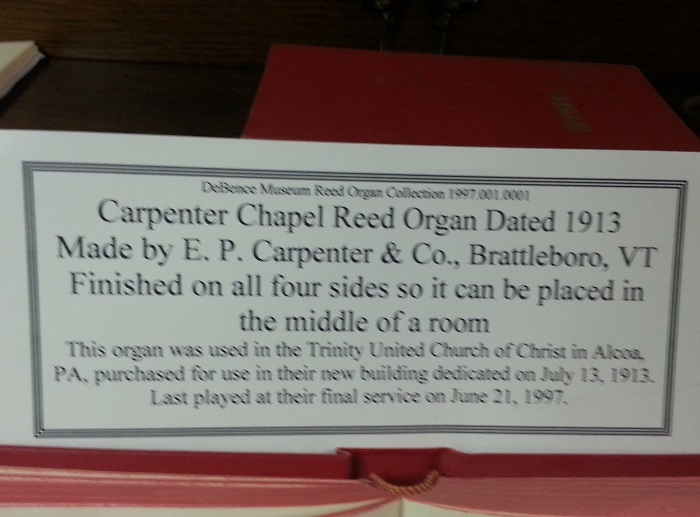 DeBence Museum Reed Organ Collection 1997.001.0001
Carpenter Chapel Reed Organ Dated 1913
Made by E. P. Carpenter & Co., Brattleboro, VT
Finished on all four sides so it can be placed in
the middle of a room
This organ was used in the Trinity United Church of Christ in Alcoa,
PA, purchased for use in their new building dedicated on July 13, 1913.
Last played at their final service on June 21, 1997.